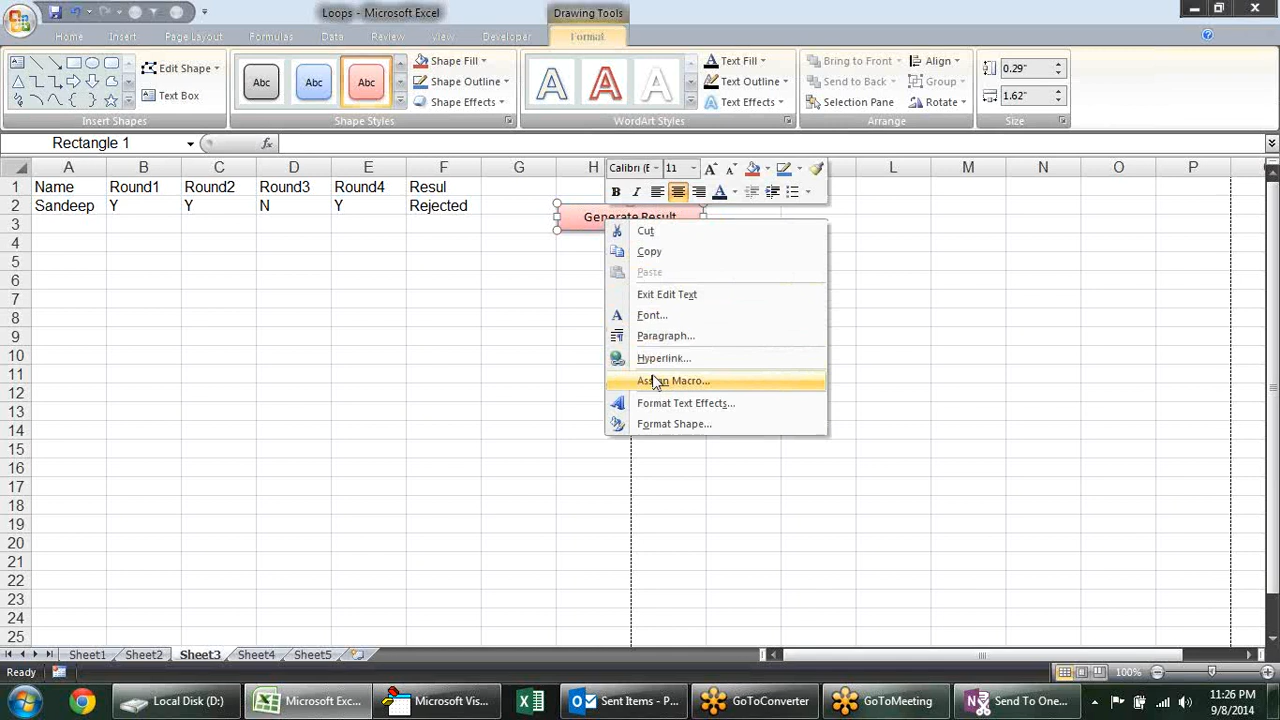 Loops - Microsoft Excel
Drawing Tools
Home Insert Page Layout Formulas Data Review View Developer Format
Edit Shape
Text Box
Insert Shapes
Abc Abc Abc
Shape Fill
Shape Outline
Shape Effects
Shape Styles
A A A
Text Fill
Text Outline
Text Effects
WordArt Styles
Bring to Front
Send to Back
Selection Pane
Align
Group
Rotate
Arrange
0.29"
1.62"
Size
Rectangle 1
fx
A B C D E F G H L M N O P
Calibri (E 11 A A
B I A
1 Name Round1 Round2 Round3 Round4 Resul
2 Sandeep Y Y N Y Rejected
3
Generate Result
4
5
6
7
8
9
10
11
12
13
14
15
16
17
18
19
20
21
22
23
24
25
Cut
Copy
Paste
Exit Edit Text
Font...
Paragraph...
Hyperlink...
Macro...
Format Text Effects...
Format Shape...
Sheet1 Sheet2 Sheet3 Sheet4 Sheet5
Ready
100%
Local Disk (D:)
Microsoft Exc...
Microsoft Vis...
Sent Items - P...
GoToConverter
GoToMeeting
Send To One...
11:26 PM
9/8/2014